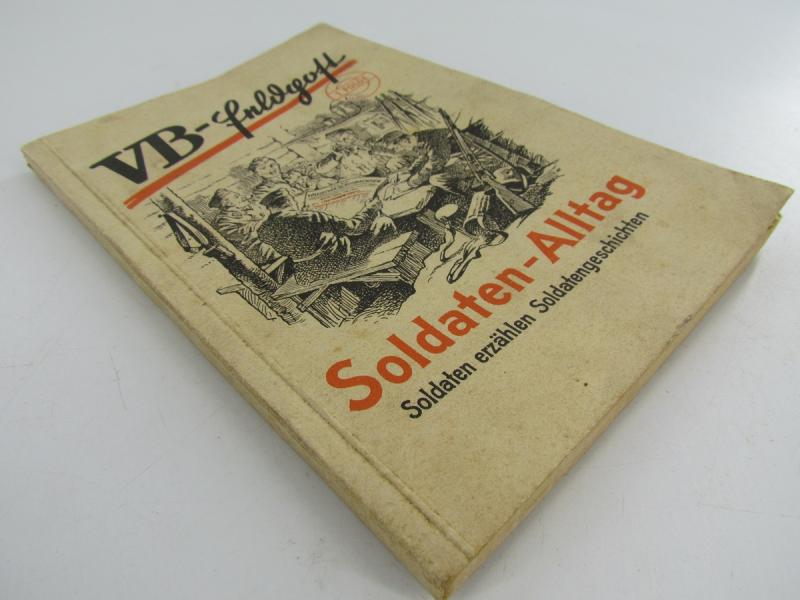 VB-Feldpost
Soldaten-Alltag
Soldaten erzählen Soldatengeschichten